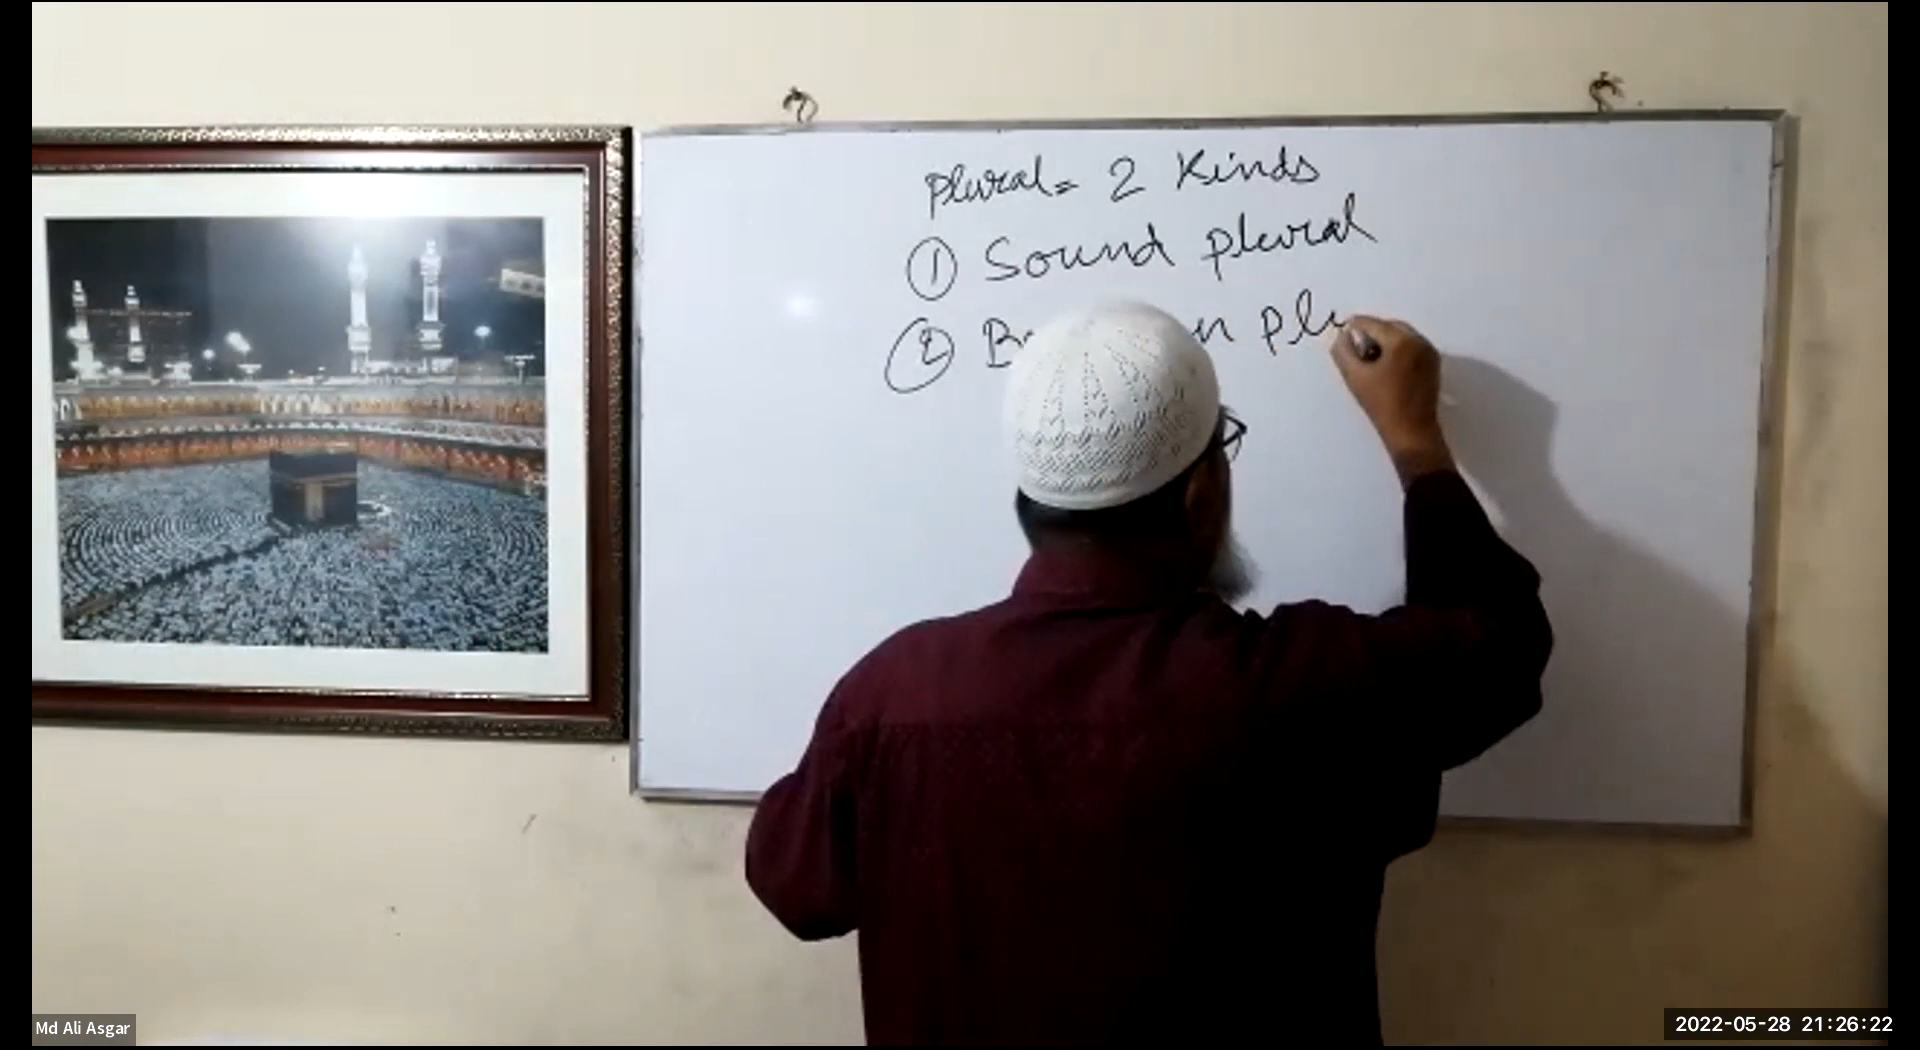 Plural = 2 Kinds
① Sound plural
②
Md Ali Asgar
2022-05-28 21:26:22